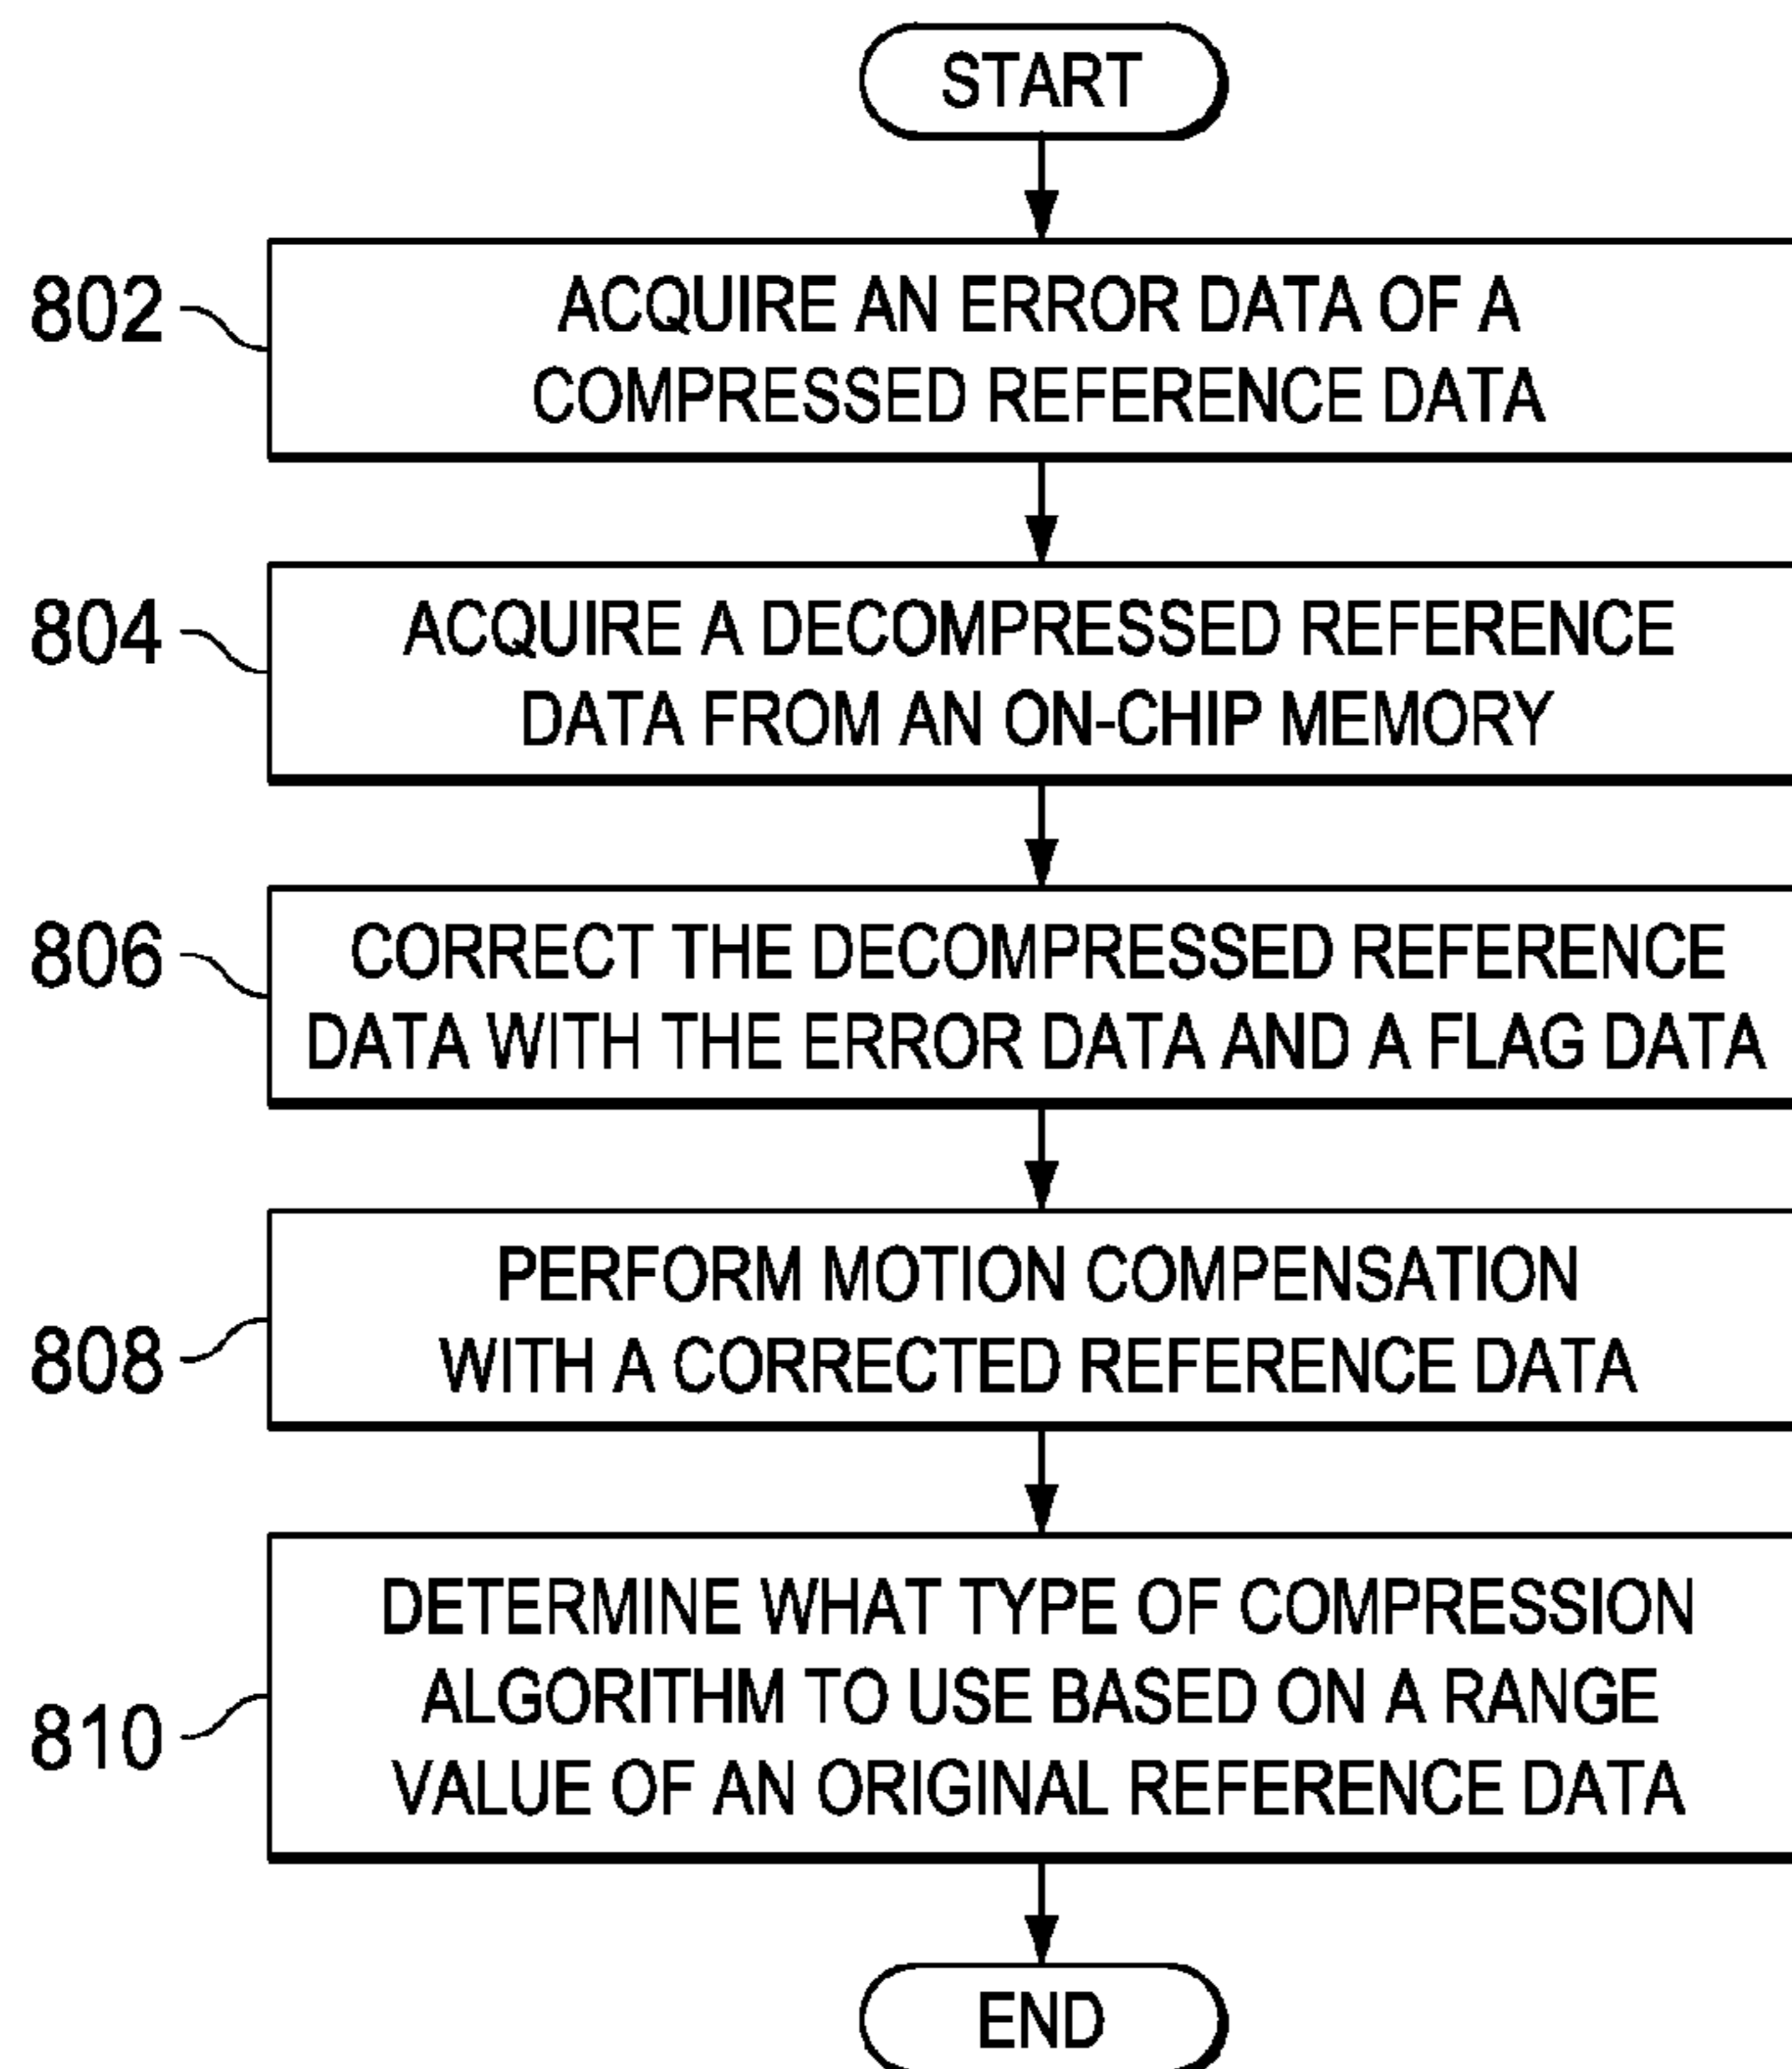 START
802
ACQUIRE AN ERROR DATA OF A
COMPRESSED REFERENCE DATA
804
ACQUIRE A DECOMPRESSED REFERENCE
DATA FROM AN ON-CHIP MEMORY
806
CORRECT THE DECOMPRESSED REFERENCE
DATA WITH THE ERROR DATA AND A FLAG DATA
808
PERFORM MOTION COMPENSATION
WITH A CORRECTED REFERENCE DATA
810
DETERMINE WHAT TYPE OF COMPRESSION
ALGORITHM TO USE BASED ON A RANGE
VALUE OF AN ORIGINAL REFERENCE DATA
END